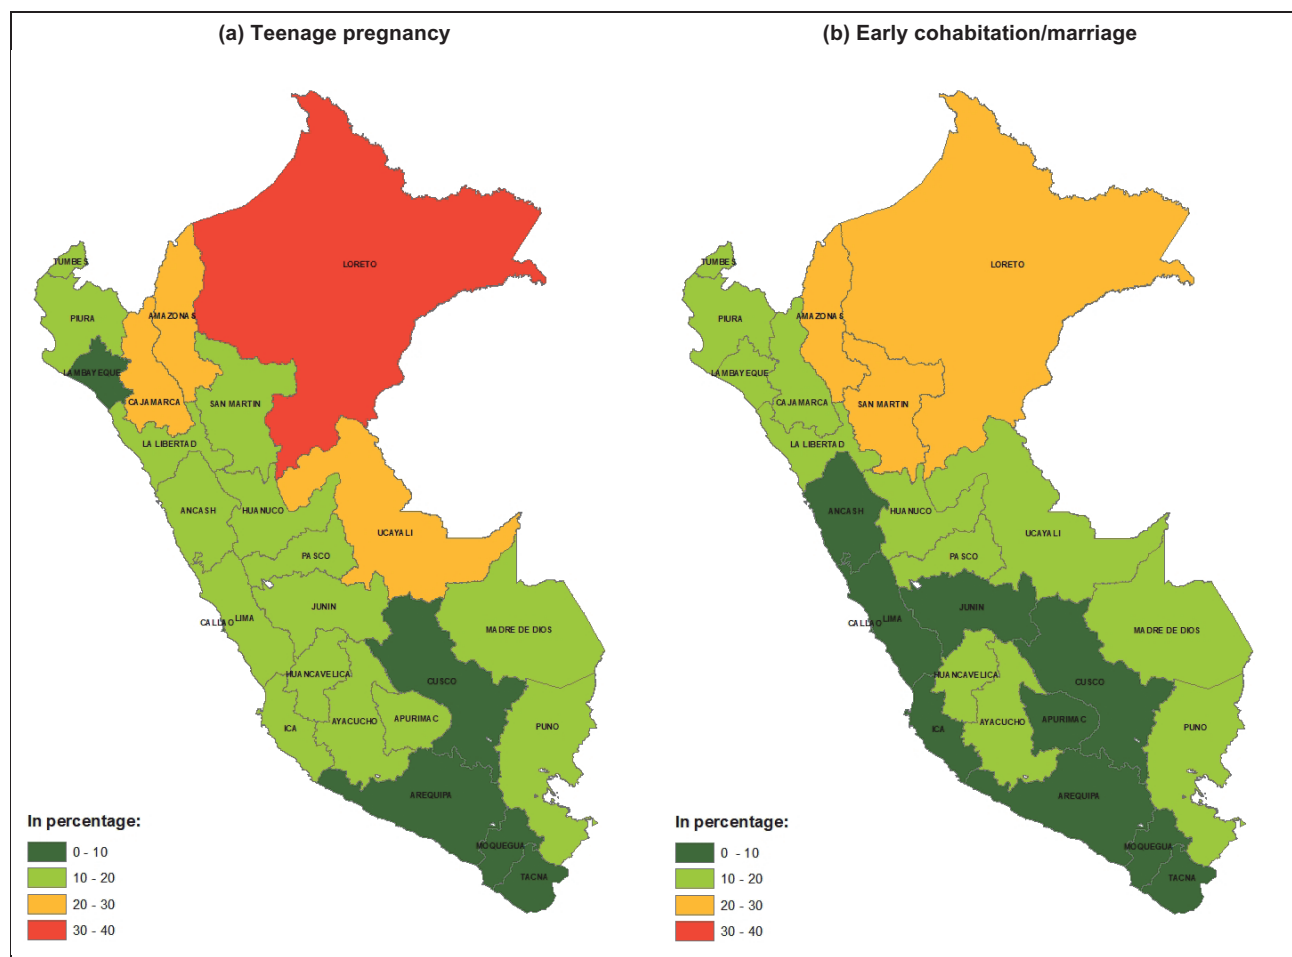 (a) Teenage pregnancy
LORETO
TUMBES
PIURA
AMAZONAS
LAMBAYEQUE
CAJAMARCA
SAN MARTIN
LA LIBERTAD
ANCASH
HUANUCO
UCAYALI
PASCO
JUNIN
CALLAO
LIMA
MADRE DE DIOS
HUANCAVELICA
CUSCO
ICA
AYACUCHO
APURIMAC
PUNO
AREQUIPA
MOQUEGUA
TACNA
In percentage:
0 - 10
10 - 20
20 - 30
30 - 40
(b) Early cohabitation/marriage
LORETO
TUMBES
PIURA
AMAZONAS
LAMBAYEQUE
CAJAMARCA
SAN MARTIN
LA LIBERTAD
ANCASH
HUANUCO
UCAYALI
PASCO
JUNIN
CALLAO
LIMA
MADRE DE DIOS
HUANCAVELICA
CUSCO
ICA
AYACUCHO
APURIMAC
PUNO
AREQUIPA
MOQUEGUA
TACNA
In percentage:
0 - 10
10 - 20
20 - 30
30 - 40